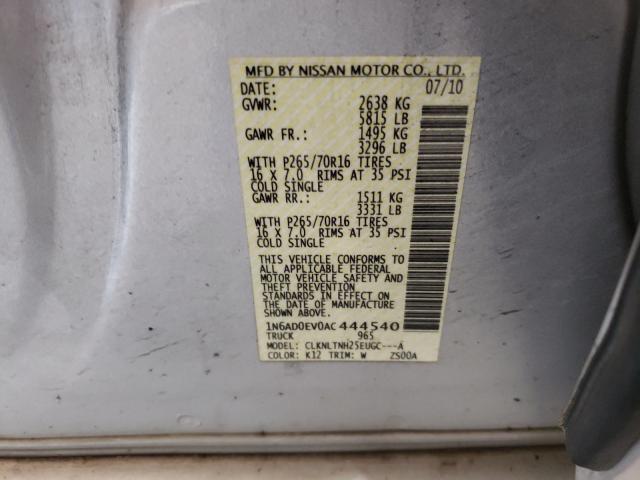 MFD BY NISSAN MOTOR CO., LTD.
DATE: 07/10
GVWR: 2638 KG
5815 LB
GAWR FR.: 1495 KG
3296 LB
WITH P265/70R16 TIRES
16 X 7.0 RIMS AT 35 PSI
COLD SINGLE
GAWR RR.: 1511 KG
3331 LB
WITH P265/70R16 TIRES
16 X 7.0 RIMS AT 35 PSI
COLD SINGLE
THIS VEHICLE CONFORMS TO
ALL APPLICABLE FEDERAL
MOTOR VEHICLE SAFETY AND
THEFT PREVENTION
STANDARDS IN EFFECT ON
THE DATE OF MANUFACTURE
SHOWN ABOVE.
1N6AD0EV0AC444540
TRUCK 965
MODEL: CLKNLTNH25EUGC---A
COLOR: K12 TRIM: W ZS00A